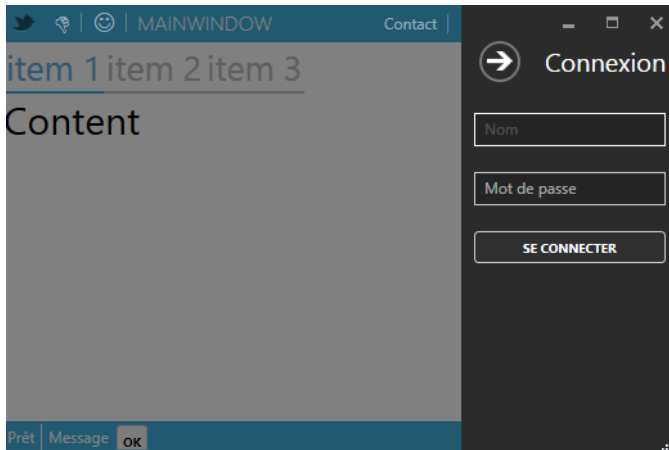 MAINWINDOW Contact
item 1 item 2 item 3
Content
Connexion
Nom
Mot de passe
SE CONNECTER
Prêt Message OK